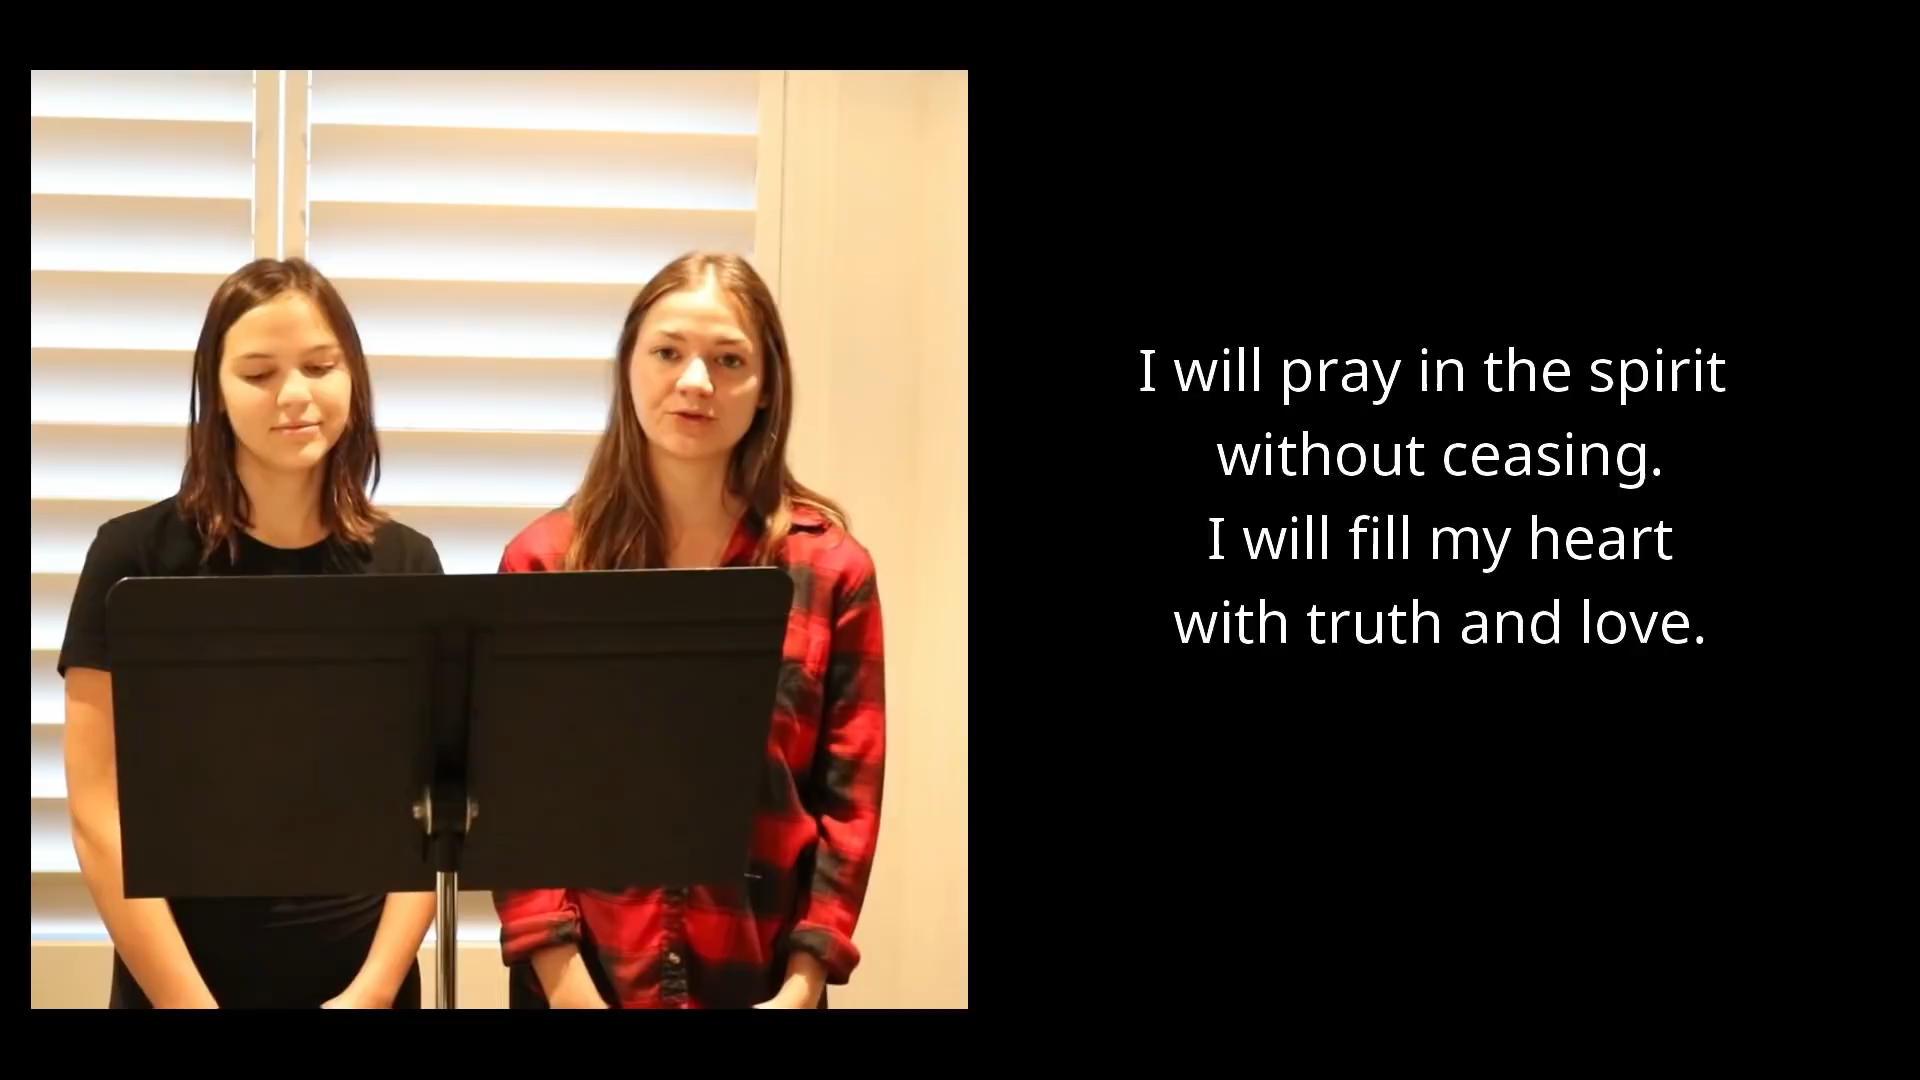 I will pray in the spirit
without ceasing.
I will fill my heart
with truth and love.